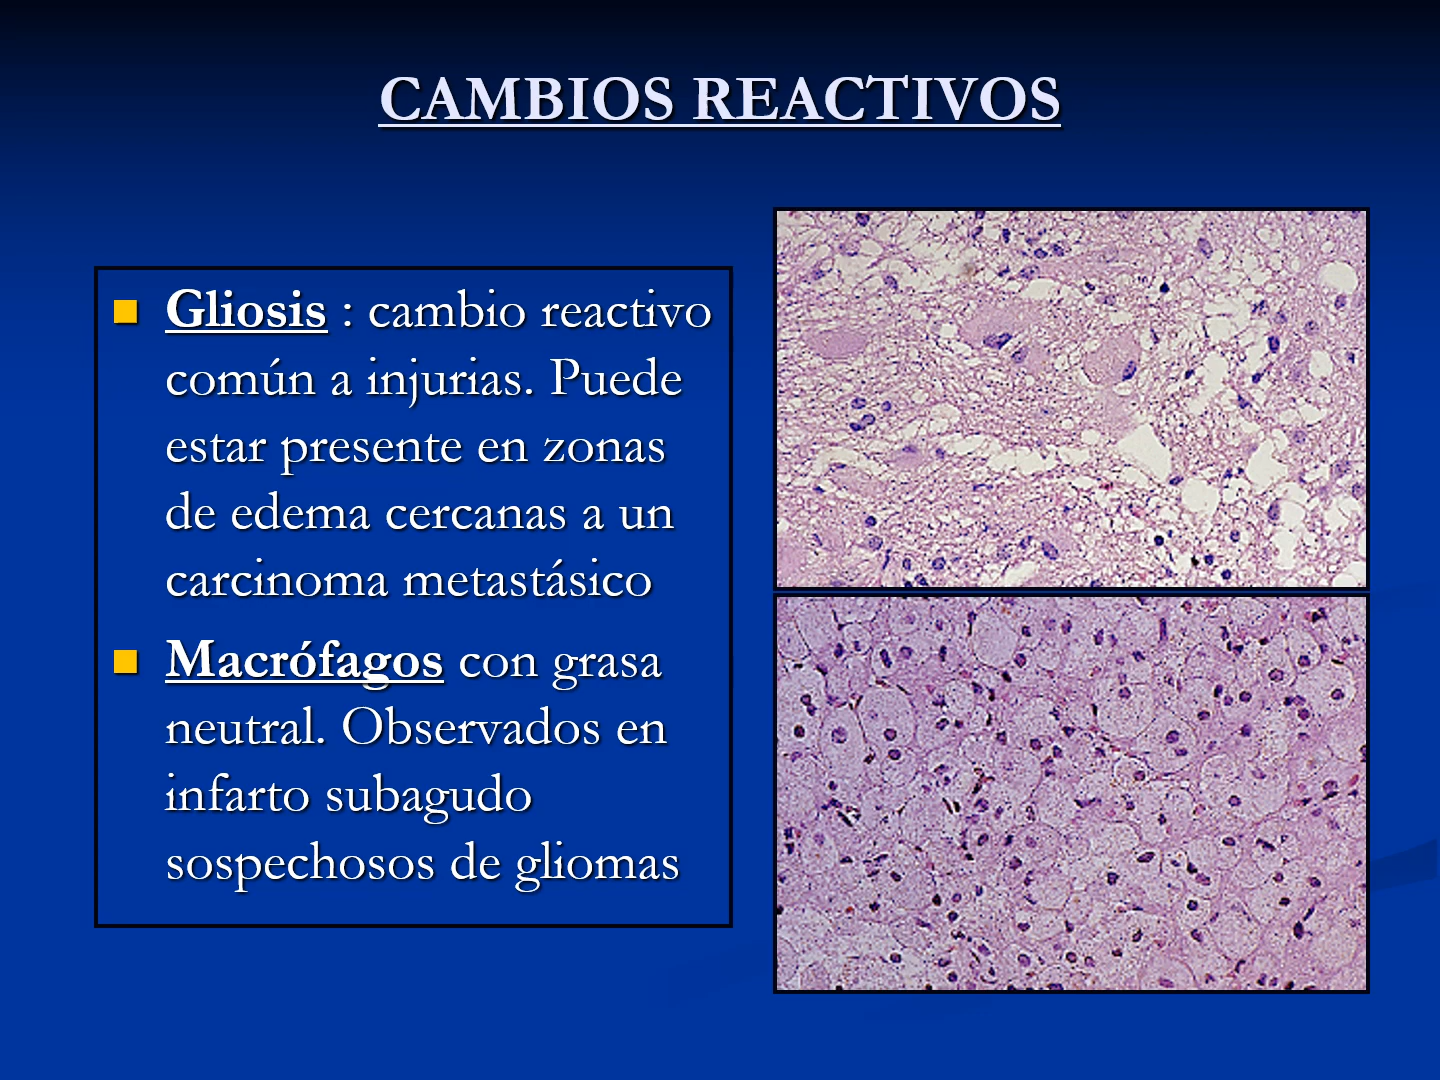 CAMBIOS REACTIVOS
Gliosis : cambio reactivo
común a injurias. Puede
estar presente en zonas
de edema cercanas a un
carcinoma metastásico
Macrófagos con grasa
neutral. Observados en
infarto subagudo
sospechosos de gliomas